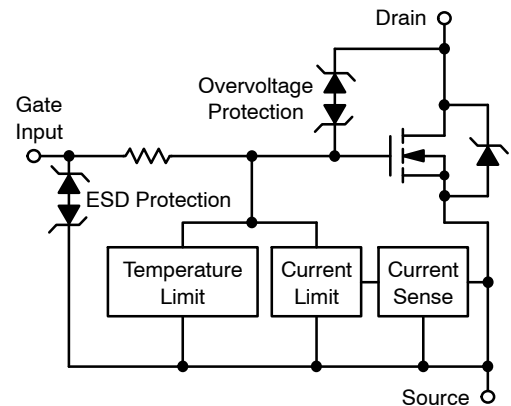 Drain
Overvoltage
Protection
Gate
Input
ESD Protection
Temperature
Limit
Current
Limit
Current
Sense
Source